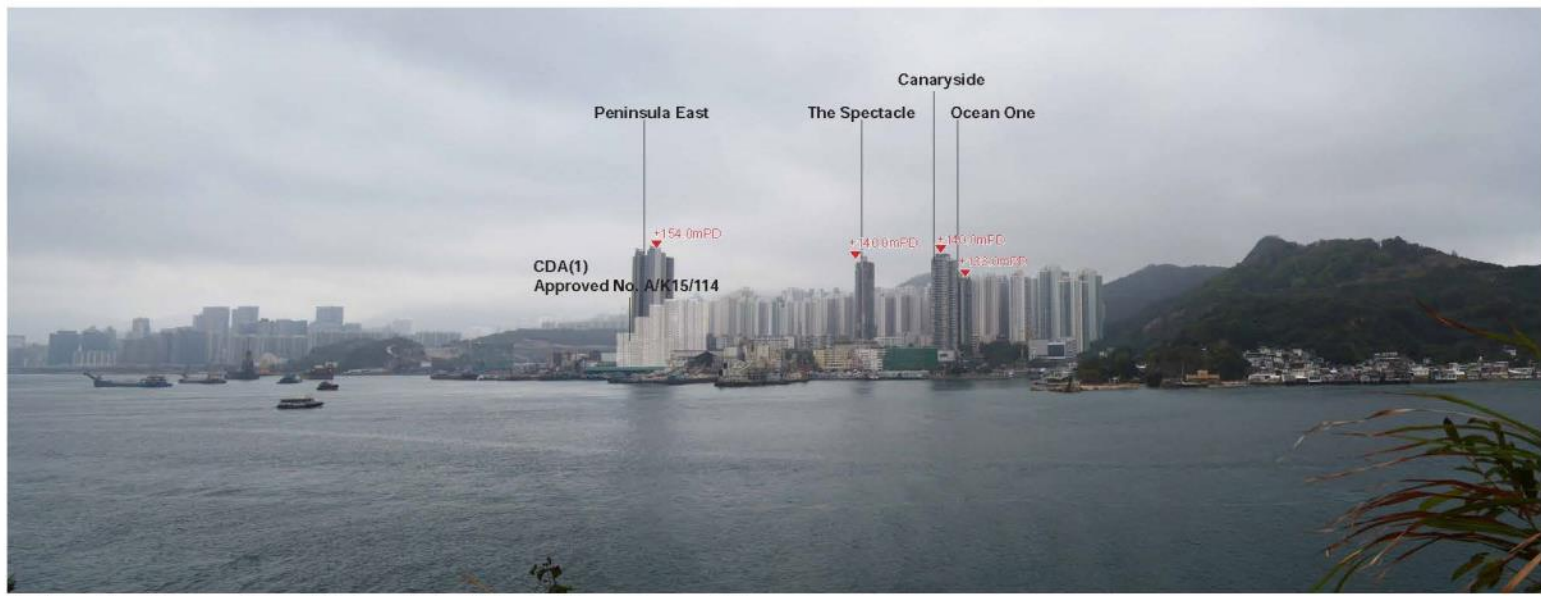 Canaryside
Peninsula East
The Spectacle
Ocean One
+154.0mPD
+140.0mPD
+140.0mPD
CDA(1)
Approved No. A/K15/114